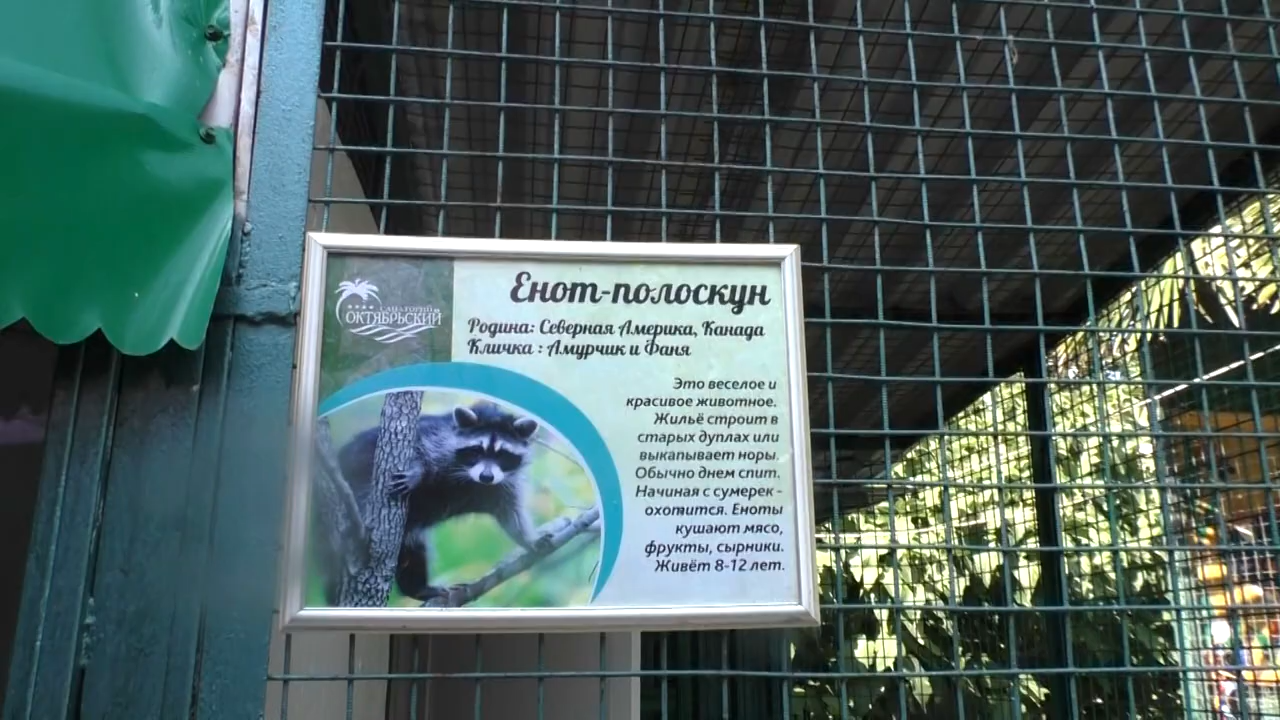 САНАТОРИЙ
ОКТЯБРЬСКИЙ
Енот-полоскун
Родина: Северная Америка, Канада
Кличка : Амурчик и Фаня
Это веселое и
красивое животное.
Жильё строит в
старых дуплах или
выкапывает норы.
Обычно днем спит.
Начиная с сумерек -
охотится. Еноты
кушают мясо,
фрукты, сырники.
Живёт 8-12 лет.